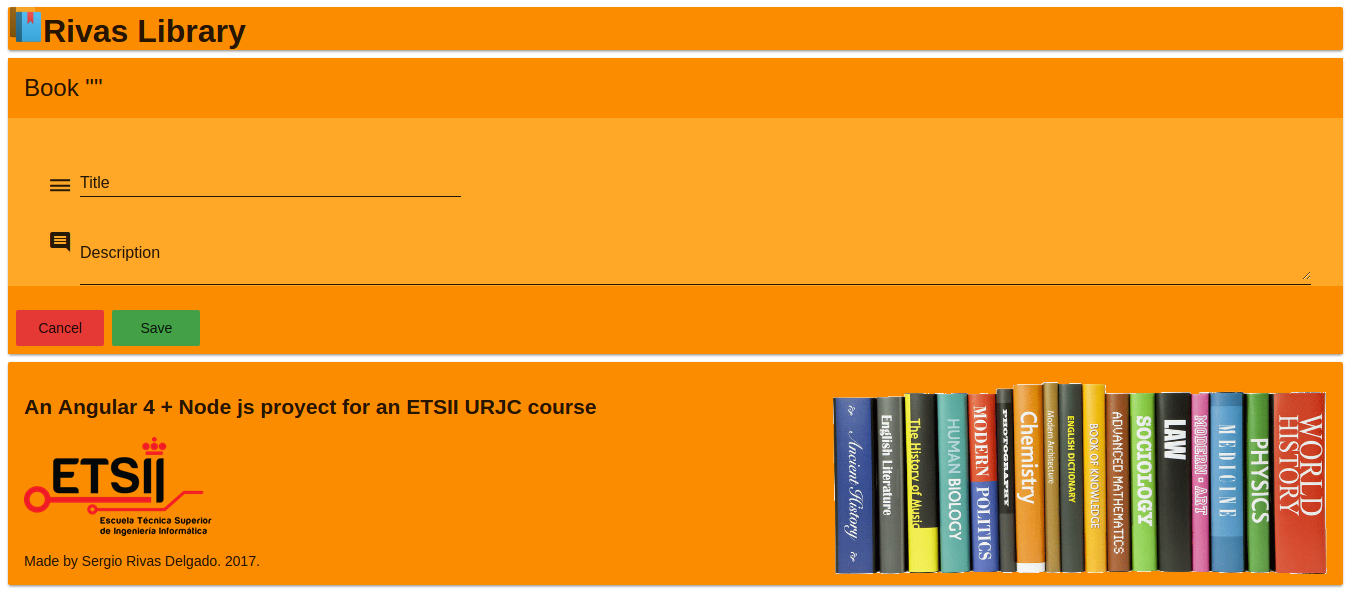 Rivas Library
Book ""
Title
Description
Cancel
Save
An Angular 4 + Node js proyect for an ETSII URJC course
ETSII
Escuela Técnica Superior
de Ingeniería Informática
Made by Sergio Rivas Delgado. 2017.
Ancient History
English Literature
The History of Music
HUMAN BIOLOGY
MODERN POLITICS
PHOTOGRAPHY
Chemistry
Modern Architecture
ENGLISH DICTIONARY
BOOK OF KNOWLEDGE
ADVANCED MATHEMATICS
SOCIOLOGY
LAW
MODERN • ART
MEDICINE
PHYSICS
WORLD
HISTORY